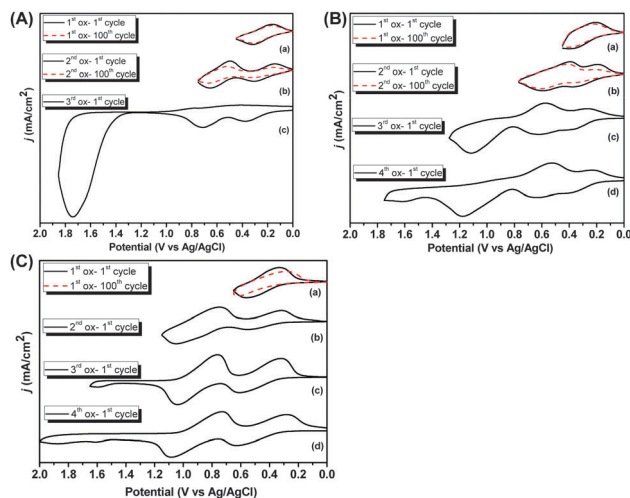 (A)
1st ox- 1st cycle
1st ox- 100th cycle
(a)
2nd ox- 1st cycle
2nd ox- 100th cycle
(b)
3rd ox- 1st cycle
(c)
j (mA/cm2)
2.0 1.8 1.6 1.4 1.2 1.0 0.8 0.6 0.4 0.2 0.0
Potential (V vs Ag/AgCl)
(B)
1st ox- 1st cycle
1st ox- 100th cycle
(a)
2nd ox- 1st cycle
2nd ox- 100th cycle
(b)
3rd ox- 1st cycle
(c)
4th ox- 1st cycle
(d)
j (mA/cm2)
2.0 1.8 1.6 1.4 1.2 1.0 0.8 0.6 0.4 0.2 0.0
Potential (V vs Ag/AgCl)
(C)
1st ox- 1st cycle
1st ox- 100th cycle
(a)
2nd ox- 1st cycle
(b)
3rd ox- 1st cycle
(c)
4th ox- 1st cycle
(d)
j (mA/cm2)
2.0 1.8 1.6 1.4 1.2 1.0 0.8 0.6 0.4 0.2 0.0
Potential (V vs Ag/AgCl)